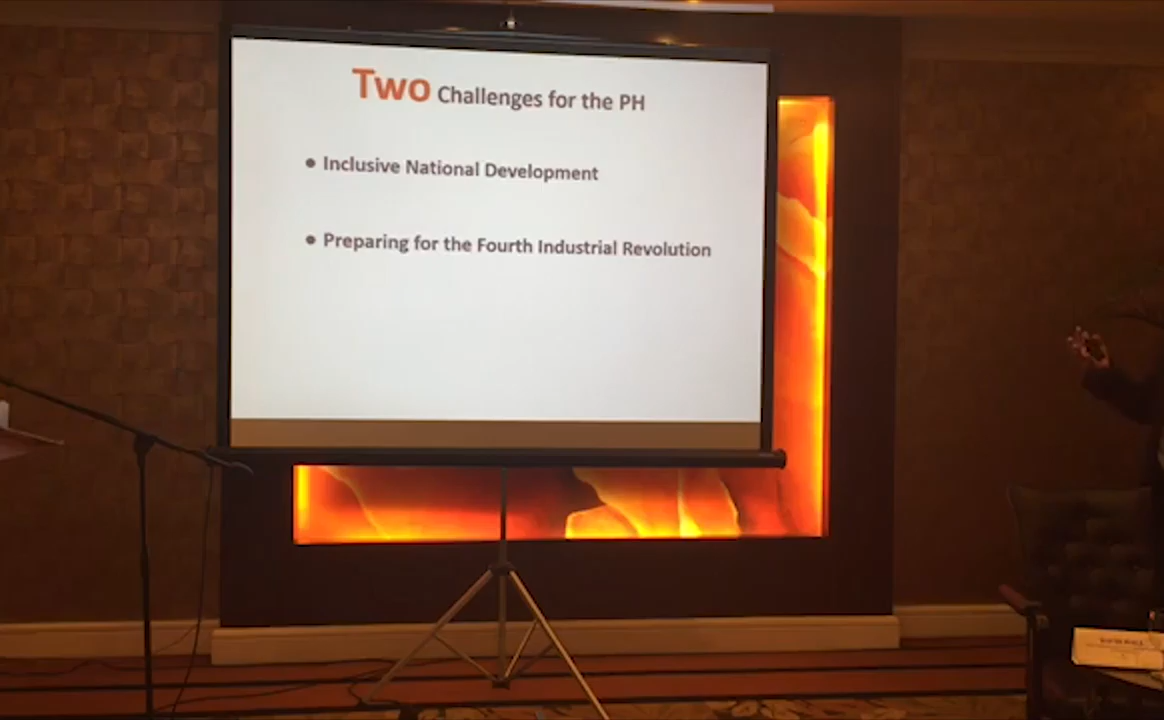 Two Challenges for the PH
• Inclusive National Development
• Preparing for the Fourth Industrial Revolution